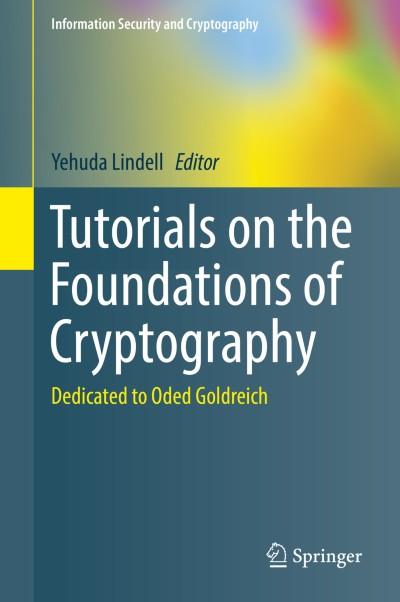 Information Security and Cryptography
Yehuda Lindell Editor
Tutorials on the
Foundations of
Cryptography
Dedicated to Oded Goldreich
Springer